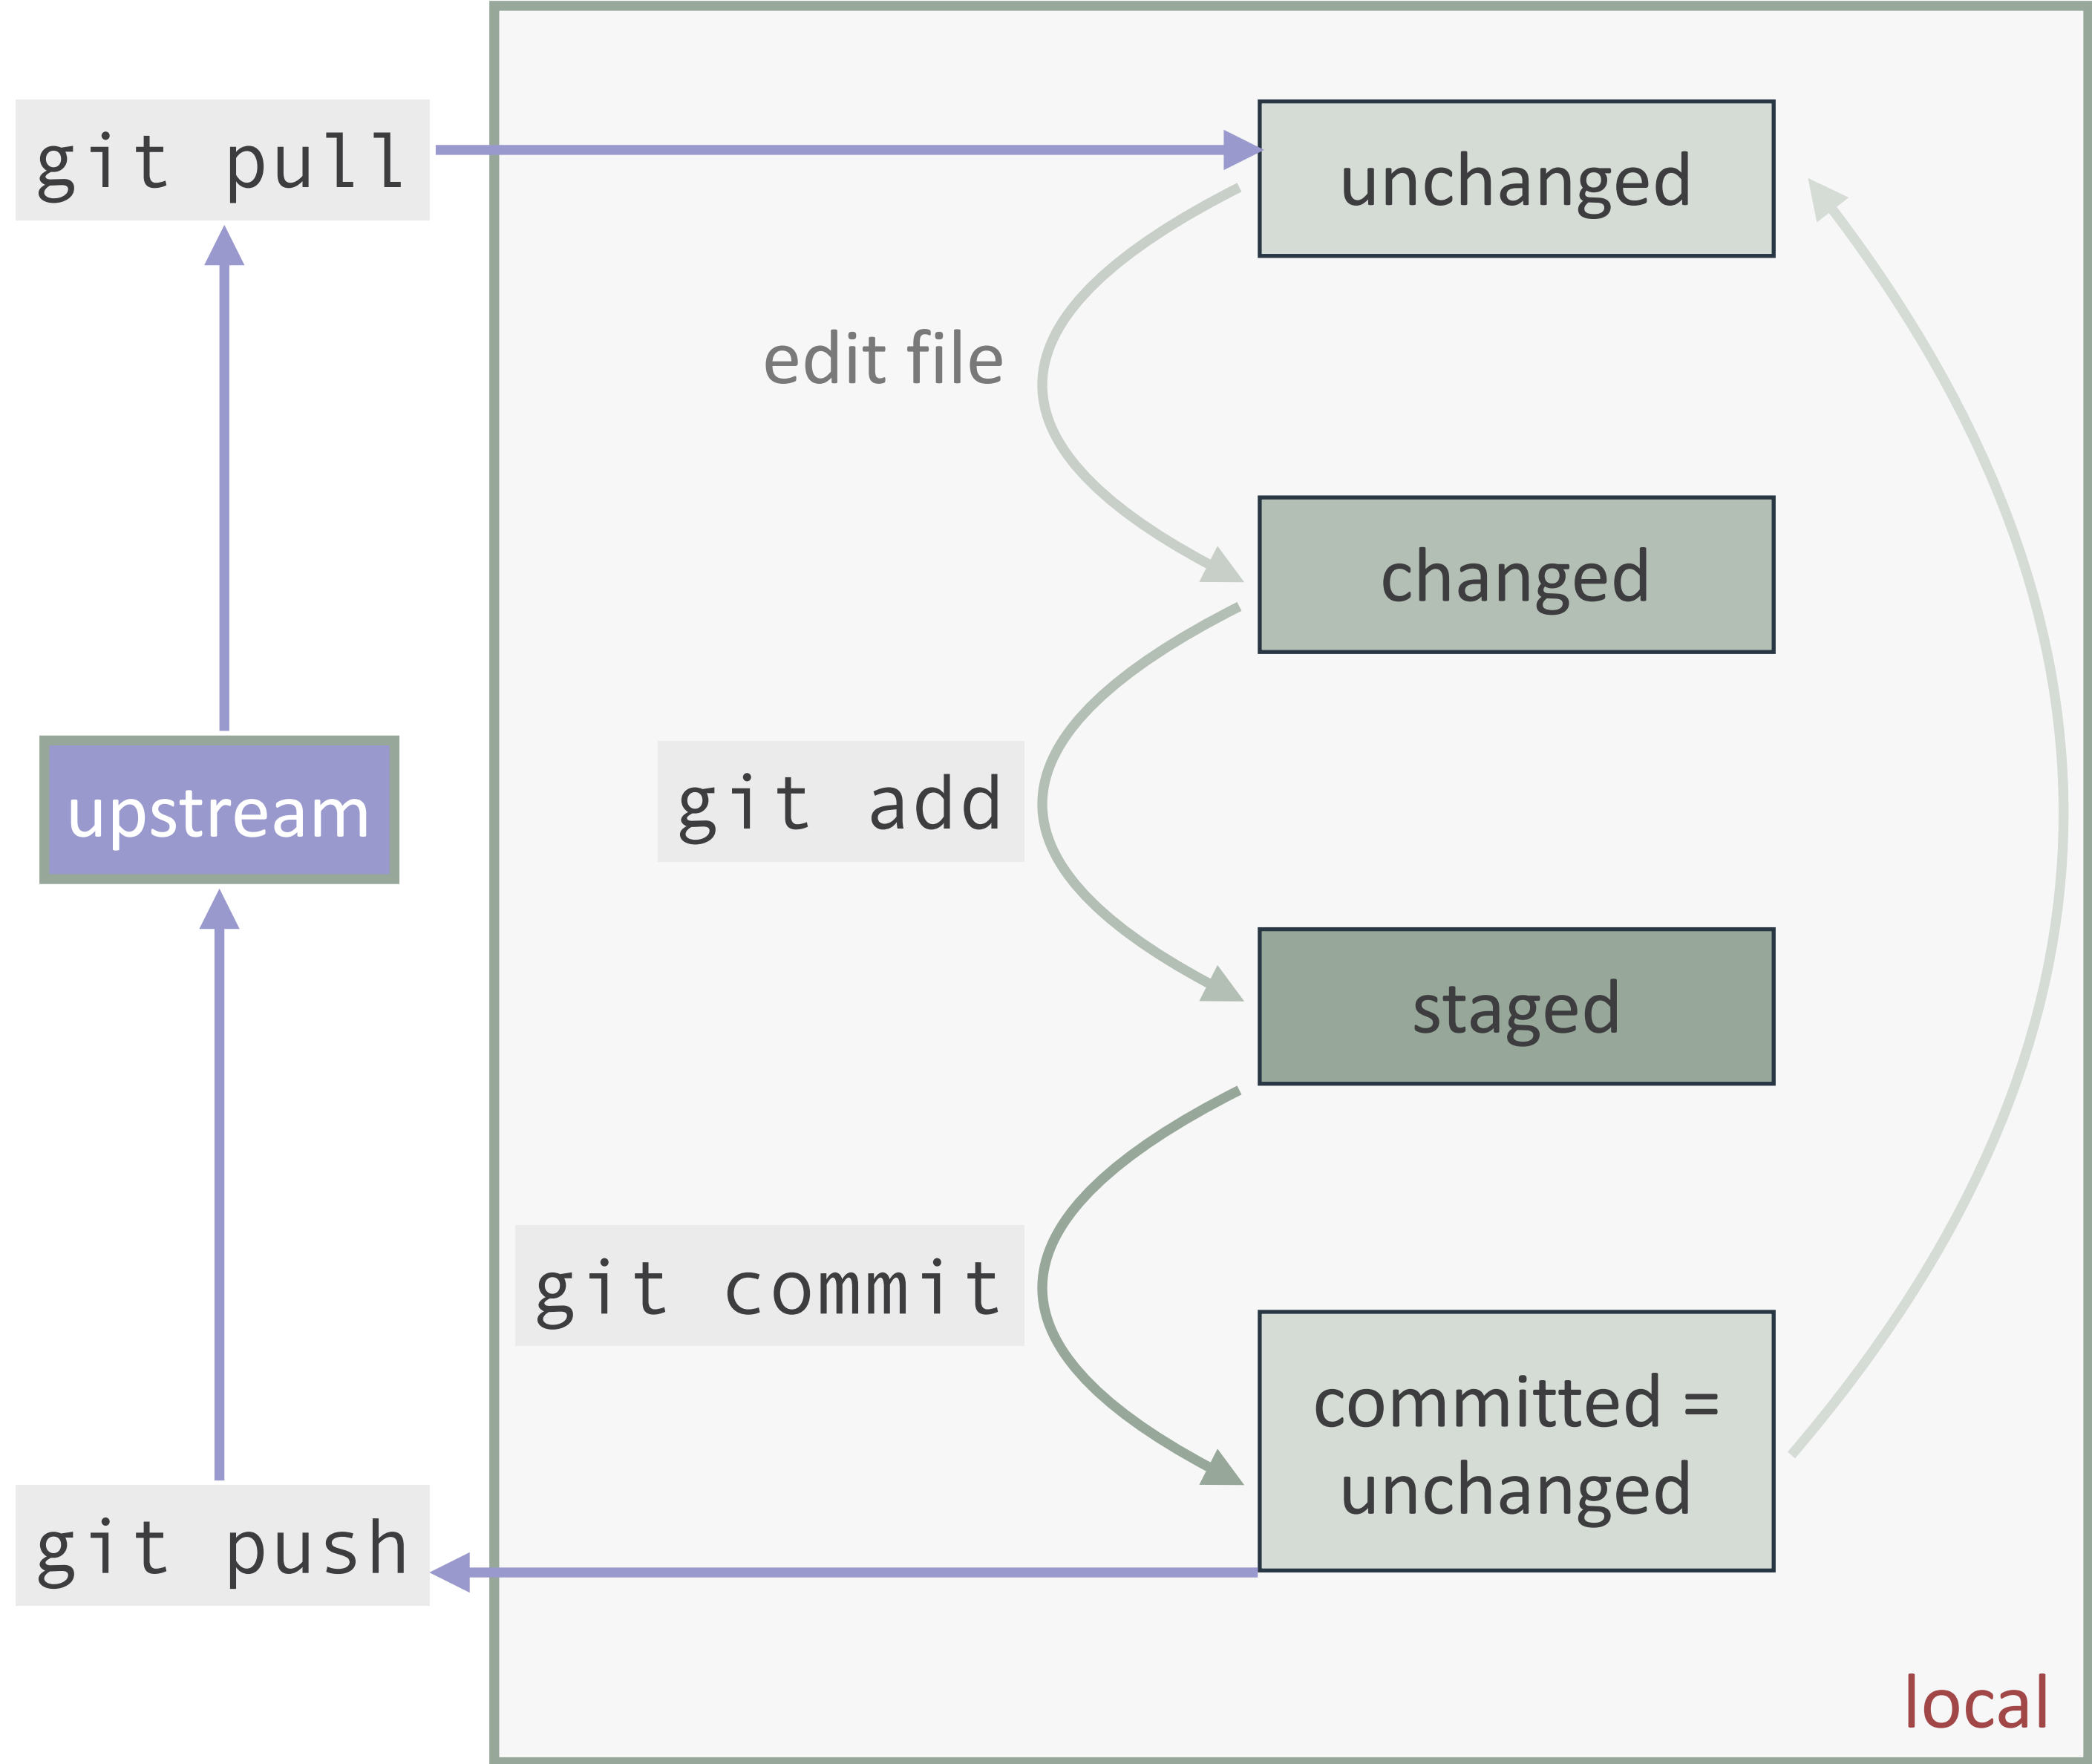 git pull
unchanged
edit file
changed
upstream
git add
staged
git commit
committed =
unchanged
git push
local